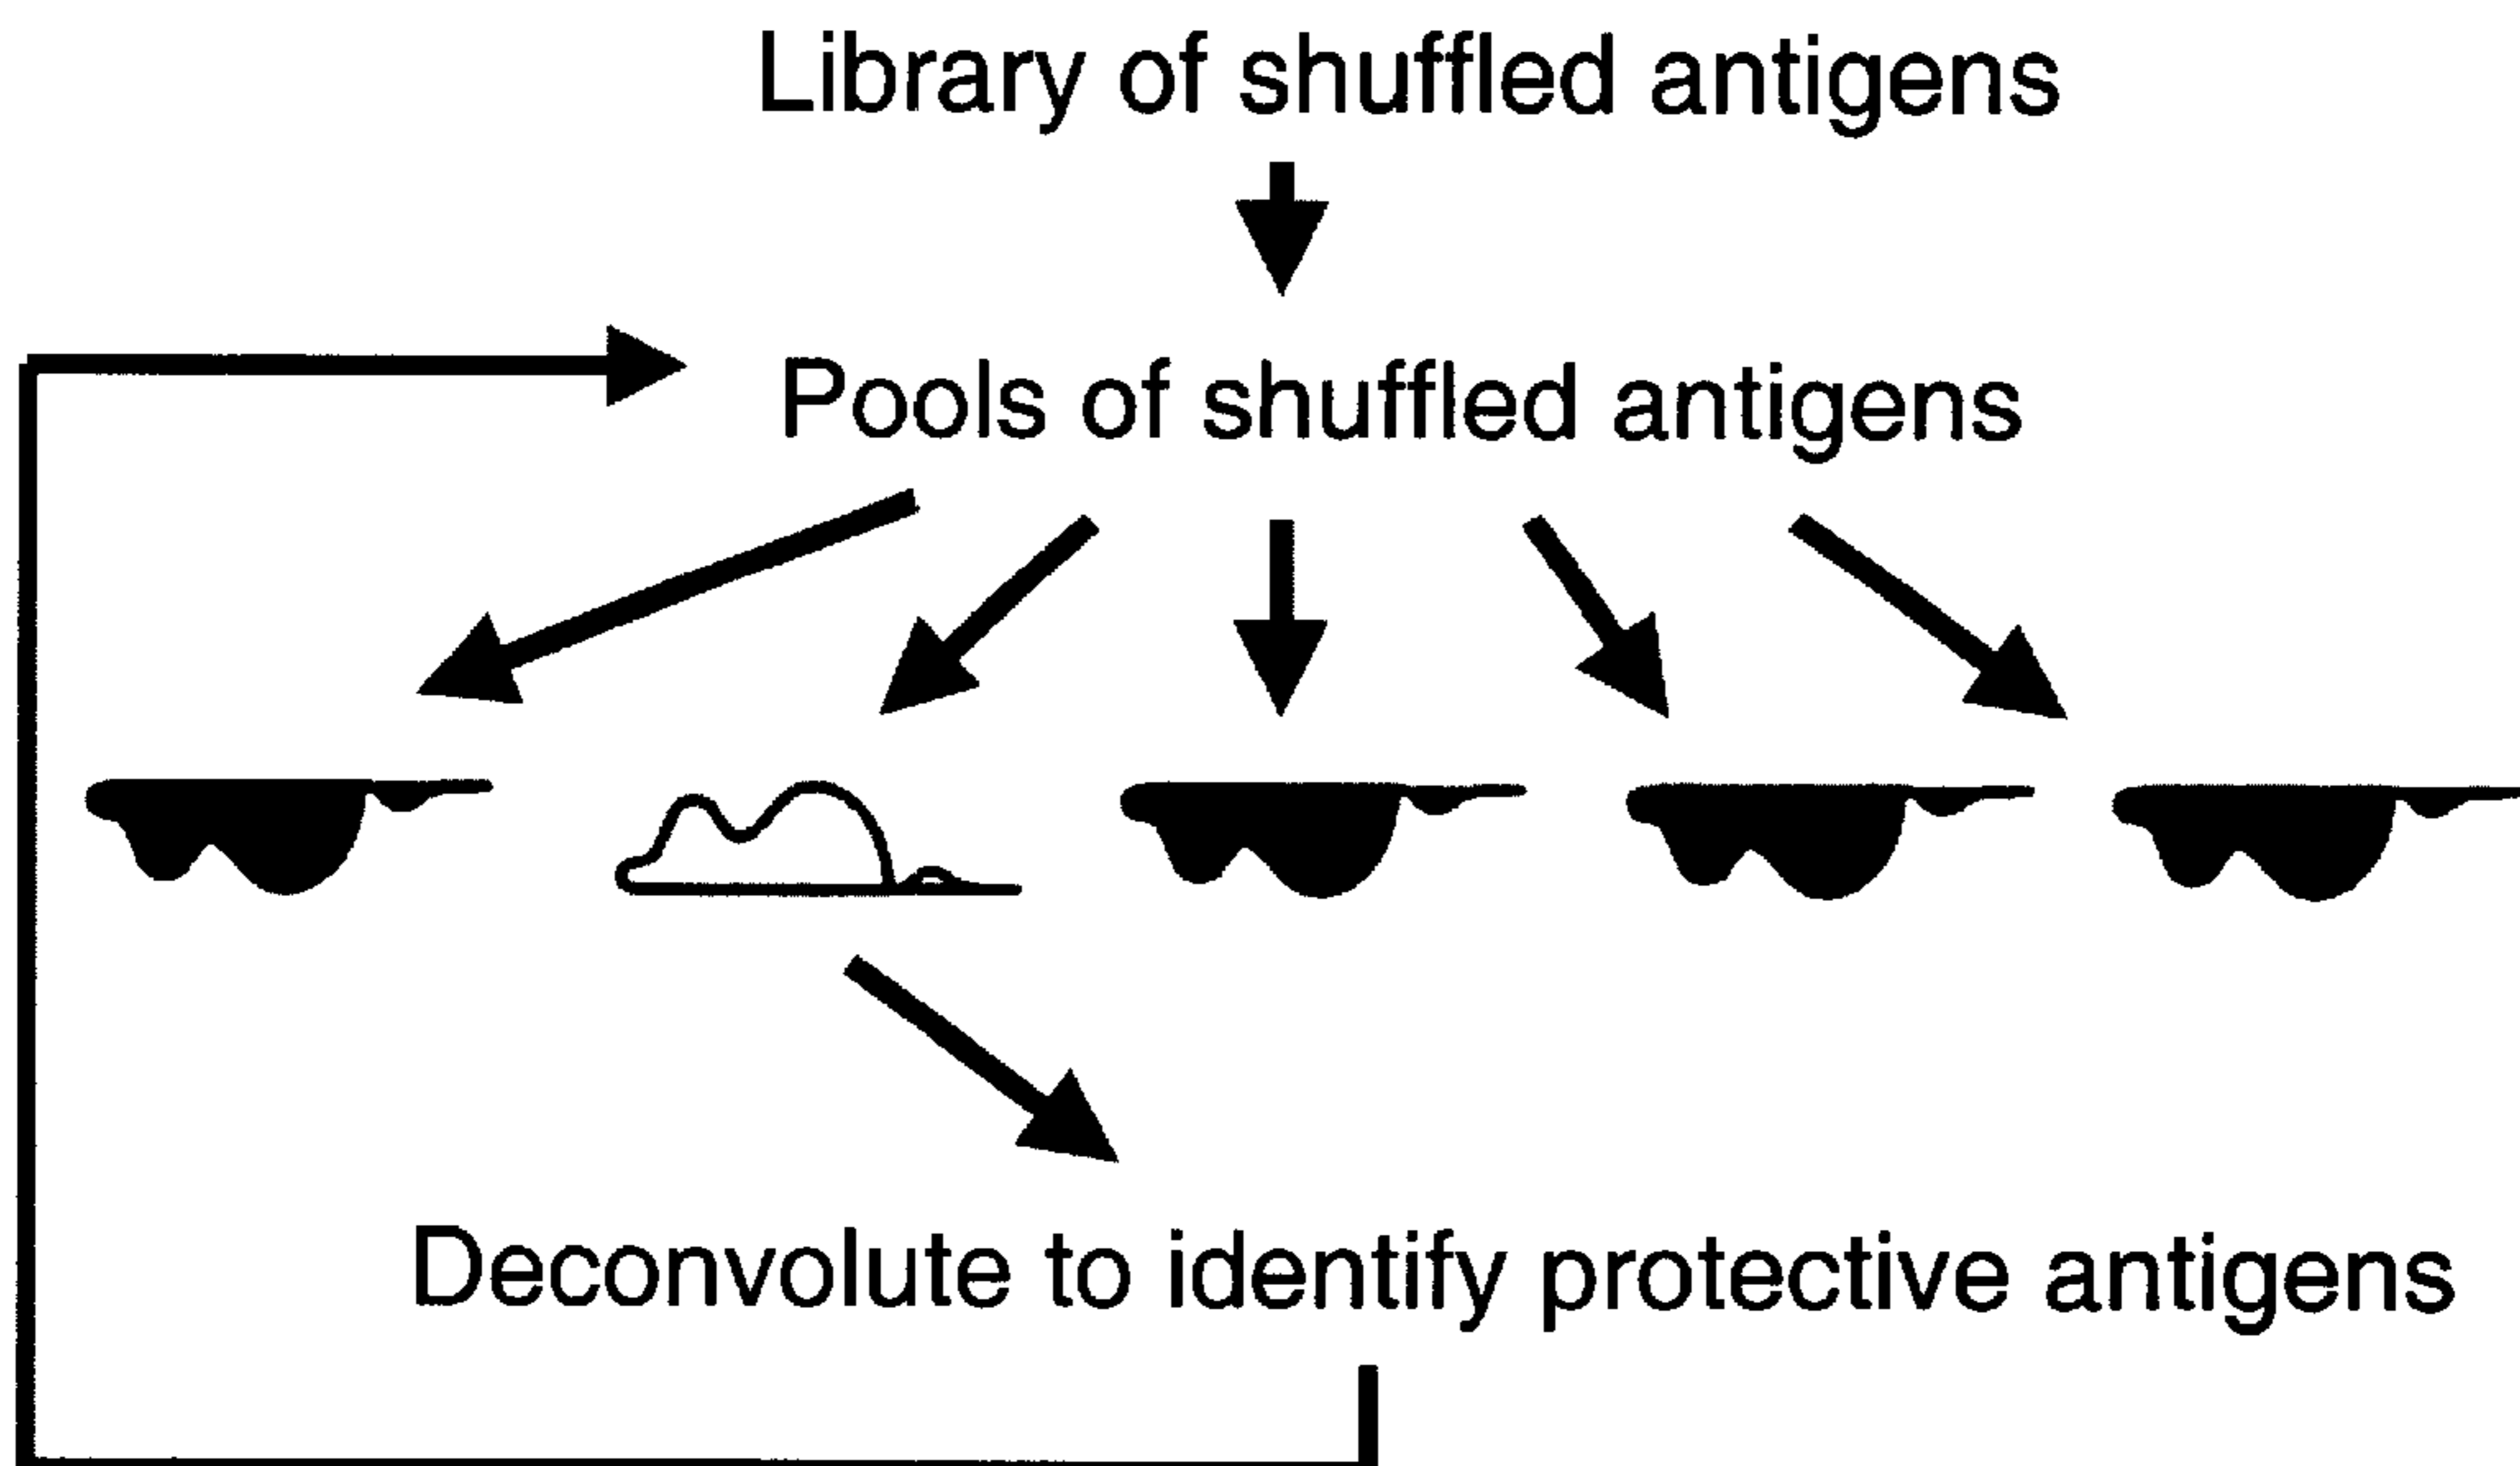 Library of shuffled antigens
Pools of shuffled antigens
Deconvolute to identify protective antigens